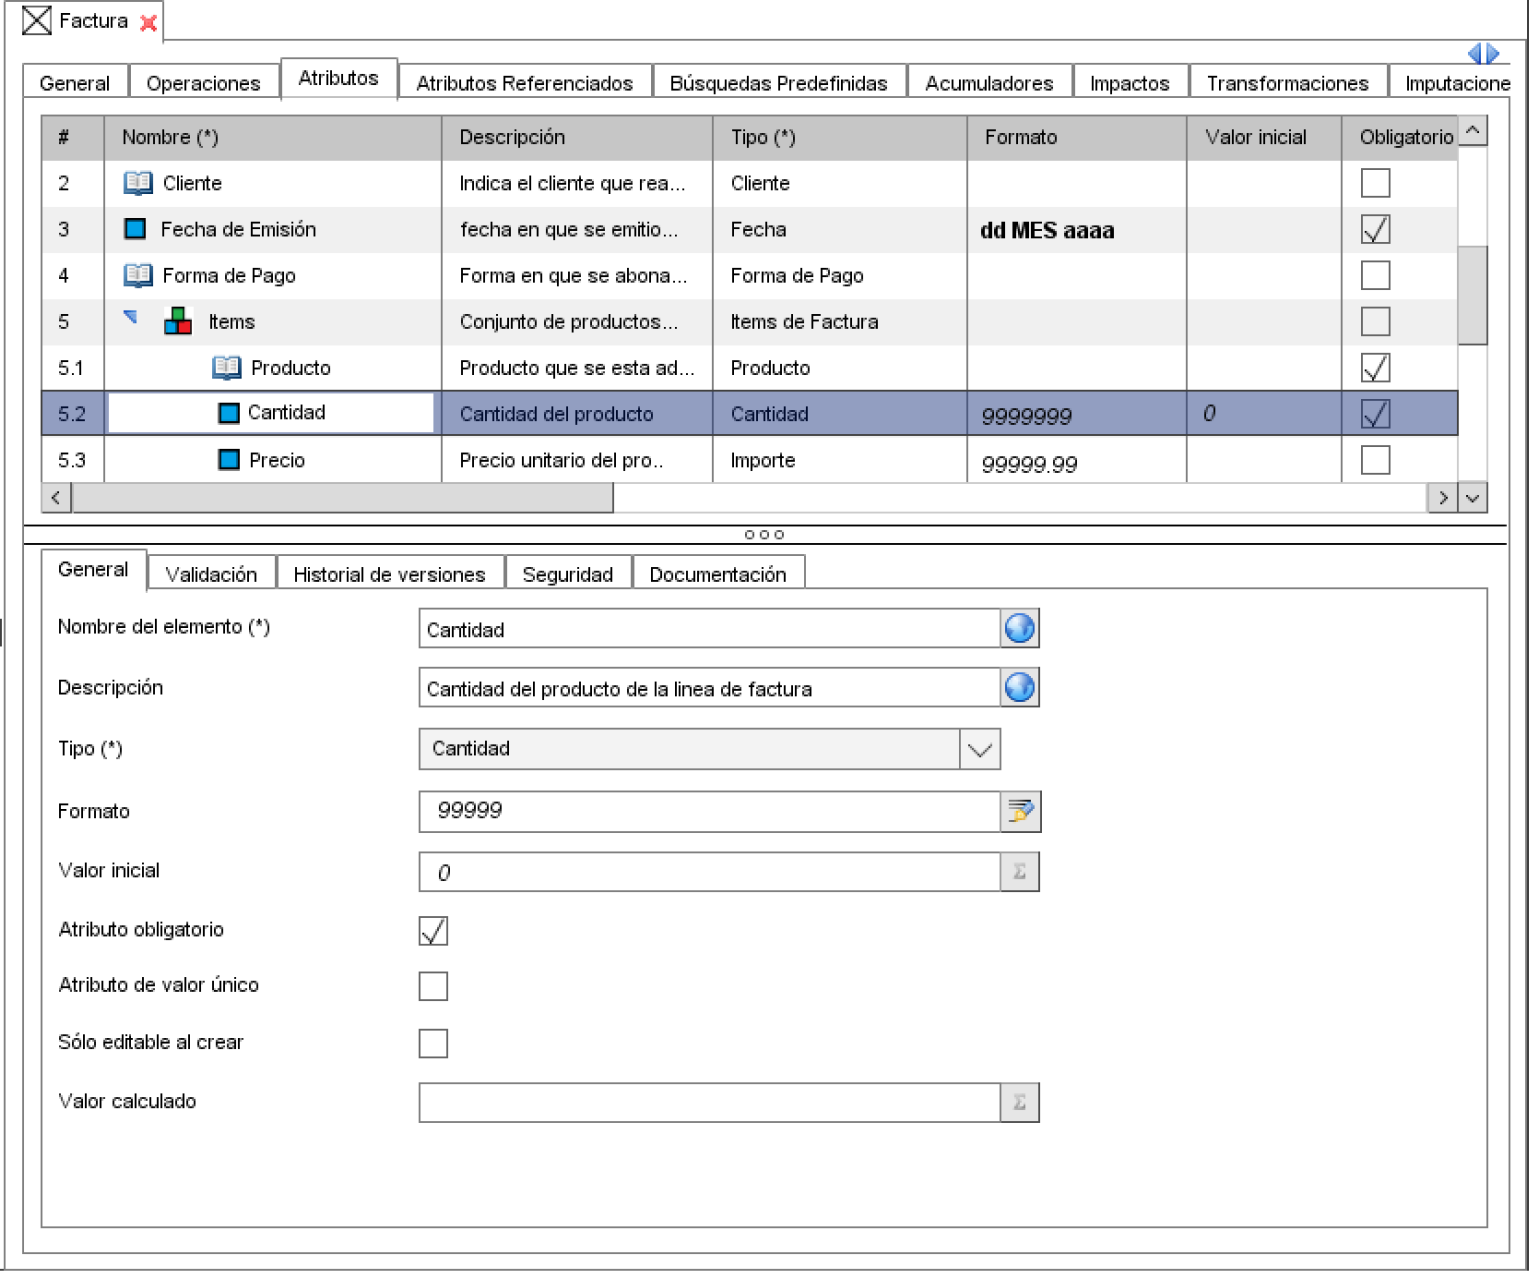 Factura
General Operaciones Atributos Atributos Referenciados Búsquedas Predefinidas Acumuladores Impactos Transformaciones Imputacione
# Nombre (*) Descripción Tipo (*) Formato Valor inicial Obligatorio
2 Cliente Indica el cliente que rea... Cliente
3 Fecha de Emisión fecha en que se emitio... Fecha dd MES aaaa
4 Forma de Pago Forma en que se abona... Forma de Pago
5 Items Conjunto de productos... Items de Factura
5.1 Producto Producto que se esta ad... Producto
5.2 Cantidad Cantidad del producto Cantidad 9999999 0
5.3 Precio Precio unitario del pro.. Importe 99999.99
General Validación Historial de versiones Seguridad Documentación
Nombre del elemento (*) Cantidad
Descripción Cantidad del producto de la linea de factura
Tipo (*) Cantidad
Formato 99999
Valor inicial 0 Σ
Atributo obligatorio
Atributo de valor único
Sólo editable al crear
Valor calculado Σ